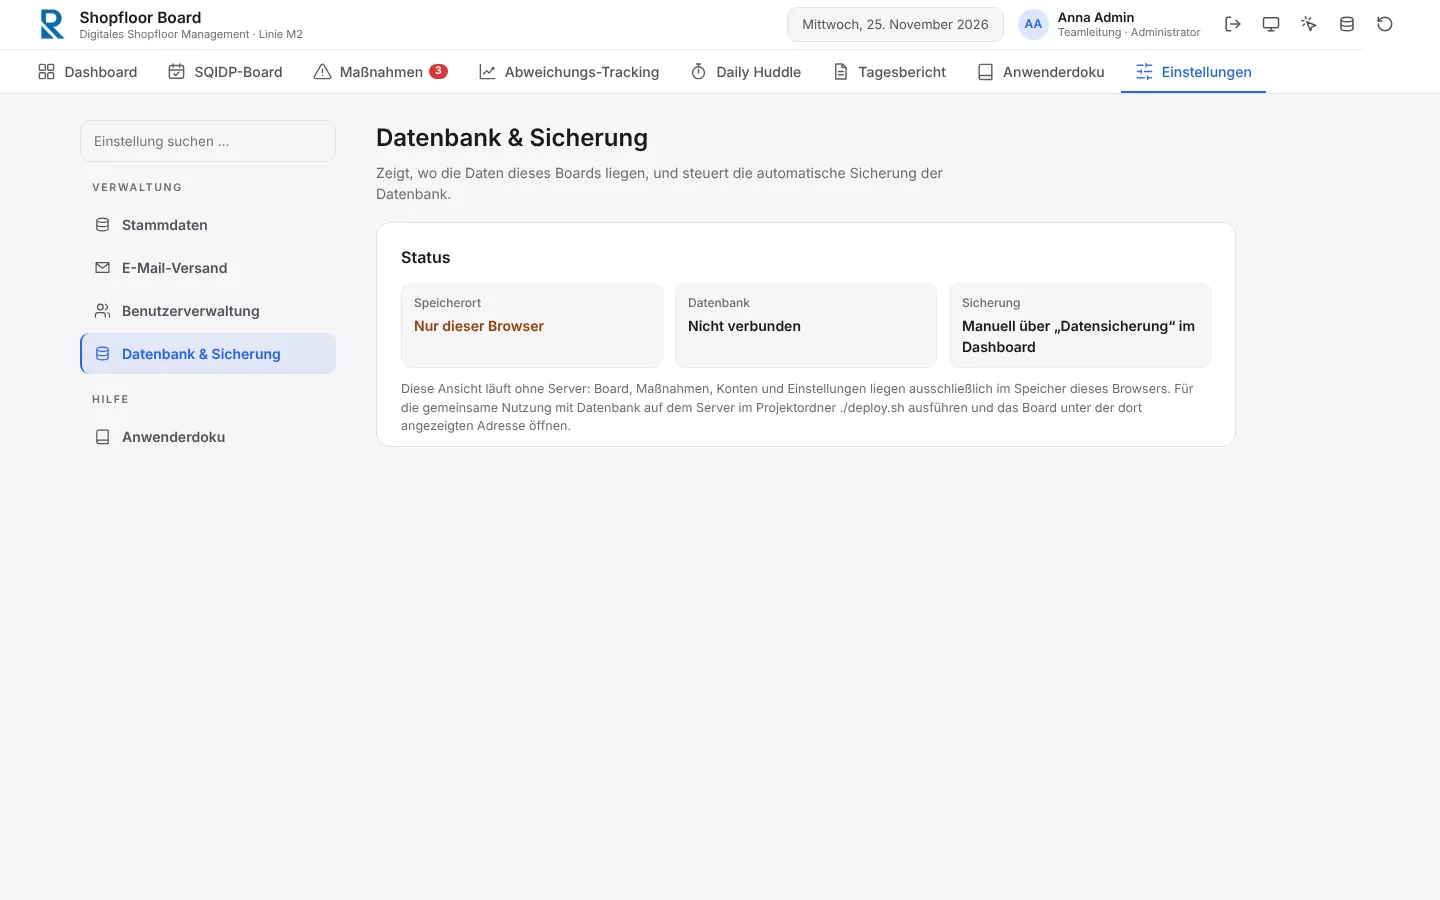 Shopfloor Board
Digitales Shopfloor Management · Linie M2
Mittwoch, 25. November 2026
AA
Anna Admin
Teamleitung · Administrator
Dashboard
SQIDP-Board
Maßnahmen 3
Abweichungs-Tracking
Daily Huddle
Tagesbericht
Anwenderdoku
Einstellungen
Einstellung suchen ...
VERWALTUNG
Stammdaten
E-Mail-Versand
Benutzerverwaltung
Datenbank & Sicherung
HILFE
Anwenderdoku
Datenbank & Sicherung
Zeigt, wo die Daten dieses Boards liegen, und steuert die automatische Sicherung der
Datenbank.
Status
Speicherort
Nur dieser Browser
Datenbank
Nicht verbunden
Sicherung
Manuell über „Datensicherung“ im
Dashboard
Diese Ansicht läuft ohne Server: Board, Maßnahmen, Konten und Einstellungen liegen ausschließlich im Speicher dieses Browsers. Für
die gemeinsame Nutzung mit Datenbank auf dem Server im Projektordner ./deploy.sh ausführen und das Board unter der dort
angezeigten Adresse öffnen.